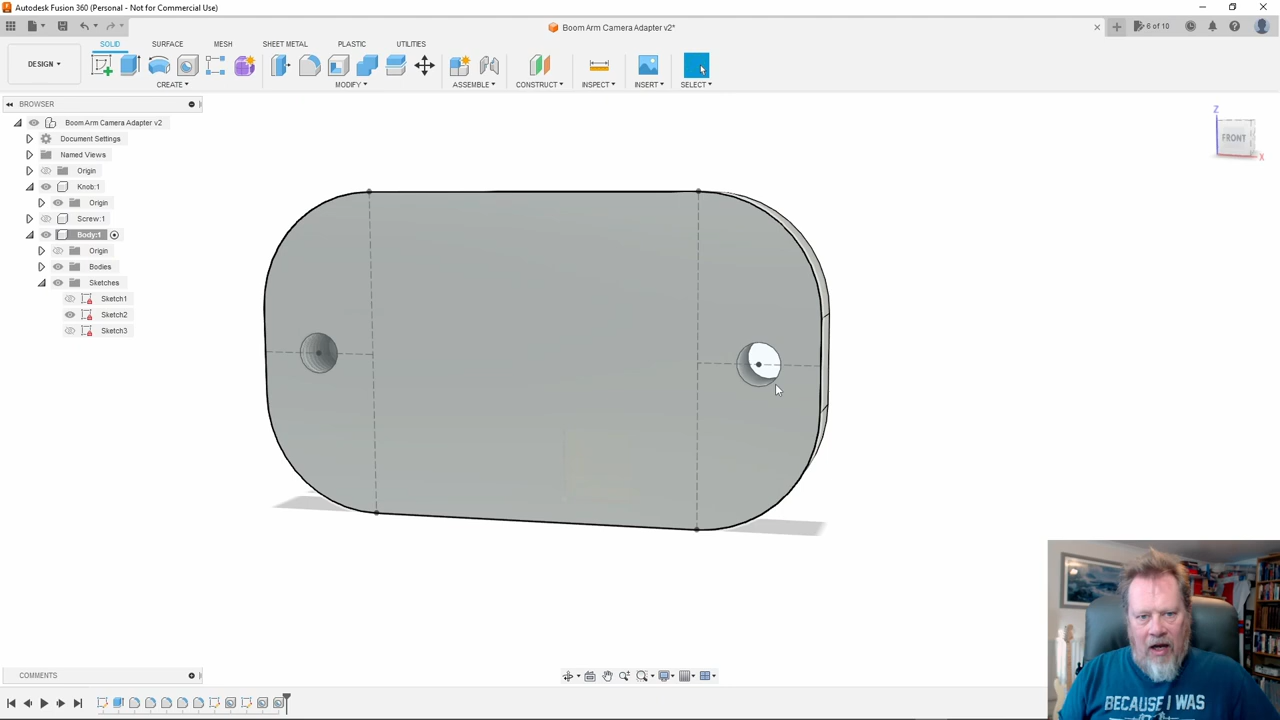 Autodesk Fusion 360 (Personal - Not for Commercial Use)
Boom Arm Camera Adapter v2*
6 of 10
DESIGN
SOLID
SURFACE
MESH
SHEET METAL
PLASTIC
UTILITIES
CREATE
MODIFY
ASSEMBLE
CONSTRUCT
INSPECT
INSERT
SELECT
BROWSER
Boom Arm Camera Adapter v2
Document Settings
Named Views
Origin
Knob:1
Origin
Screw:1
Body:1
Origin
Bodies
Sketches
Sketch1
Sketch2
Sketch3
Z
FRONT
X
COMMENTS
BECAUSE I WAS